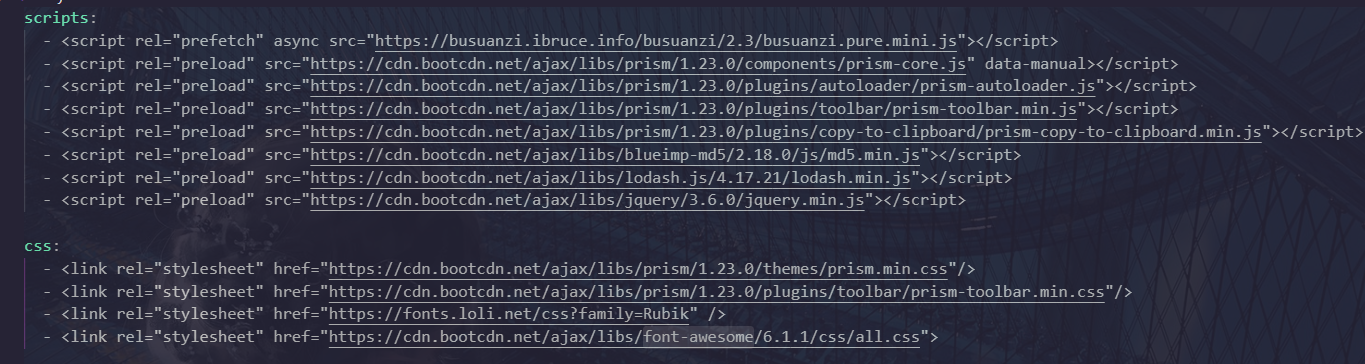 scripts:
- <script rel="prefetch" async src="https://busuanzi.ibruce.info/busuanzi/2.3/busuanzi.pure.mini.js"></script>
- <script rel="preload" src="https://cdn.bootcdn.net/ajax/libs/prism/1.23.0/components/prism-core.js" data-manual></script>
- <script rel="preload" src="https://cdn.bootcdn.net/ajax/libs/prism/1.23.0/plugins/autoloader/prism-autoloader.js"></script>
- <script rel="preload" src="https://cdn.bootcdn.net/ajax/libs/prism/1.23.0/plugins/toolbar/prism-toolbar.min.js"></script>
- <script rel="preload" src="https://cdn.bootcdn.net/ajax/libs/prism/1.23.0/plugins/copy-to-clipboard/prism-copy-to-clipboard.min.js"></script>
- <script rel="preload" src="https://cdn.bootcdn.net/ajax/libs/blueimp-md5/2.18.0/js/md5.min.js"></script>
- <script rel="preload" src="https://cdn.bootcdn.net/ajax/libs/lodash.js/4.17.21/lodash.min.js"></script>
- <script rel="preload" src="https://cdn.bootcdn.net/ajax/libs/jquery/3.6.0/jquery.min.js"></script>
css:
- <link rel="stylesheet" href="https://cdn.bootcdn.net/ajax/libs/prism/1.23.0/themes/prism.min.css"/>
- <link rel="stylesheet" href="https://cdn.bootcdn.net/ajax/libs/prism/1.23.0/plugins/toolbar/prism-toolbar.min.css"/>
- <link rel="stylesheet" href="https://fonts.loli.net/css?family=Rubik" />
- <link rel="stylesheet" href="https://cdn.bootcdn.net/ajax/libs/font-awesome/6.1.1/css/all.css">